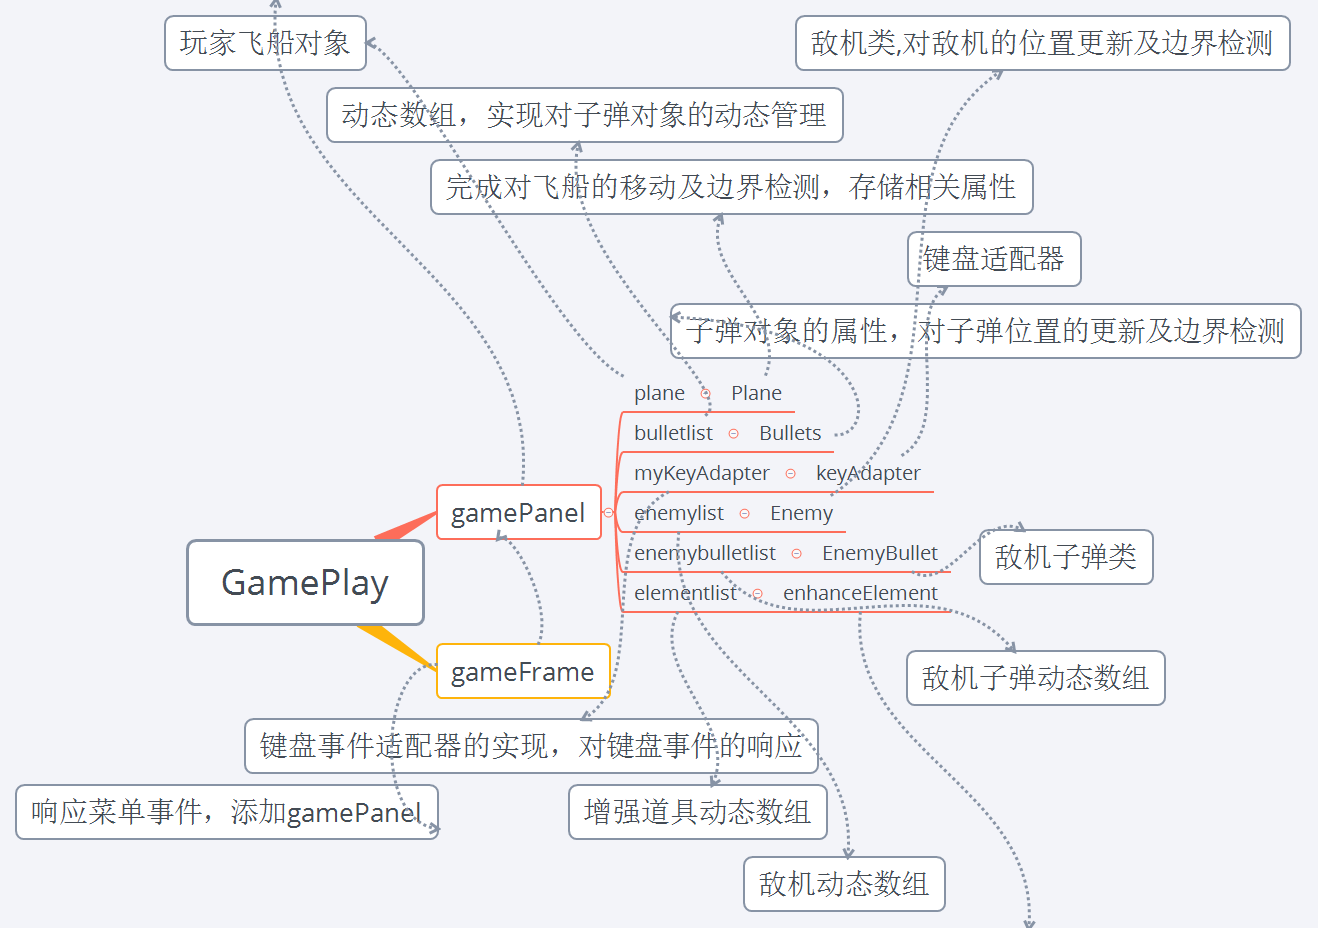 玩家飞船对象
敌机类,对敌机的位置更新及边界检测
动态数组，实现对子弹对象的动态管理
完成对飞船的移动及边界检测，存储相关属性
键盘适配器
子弹对象的属性，对子弹位置的更新及边界检测
plane Plane
bulletlist Bullets
myKeyAdapter keyAdapter
gamePanel
enemylist Enemy
enemybulletlist EnemyBullet
敌机子弹类
GamePlay
elementlist enhanceElement
gameFrame
敌机子弹动态数组
键盘事件适配器的实现，对键盘事件的响应
响应菜单事件，添加gamePanel
增强道具动态数组
敌机动态数组